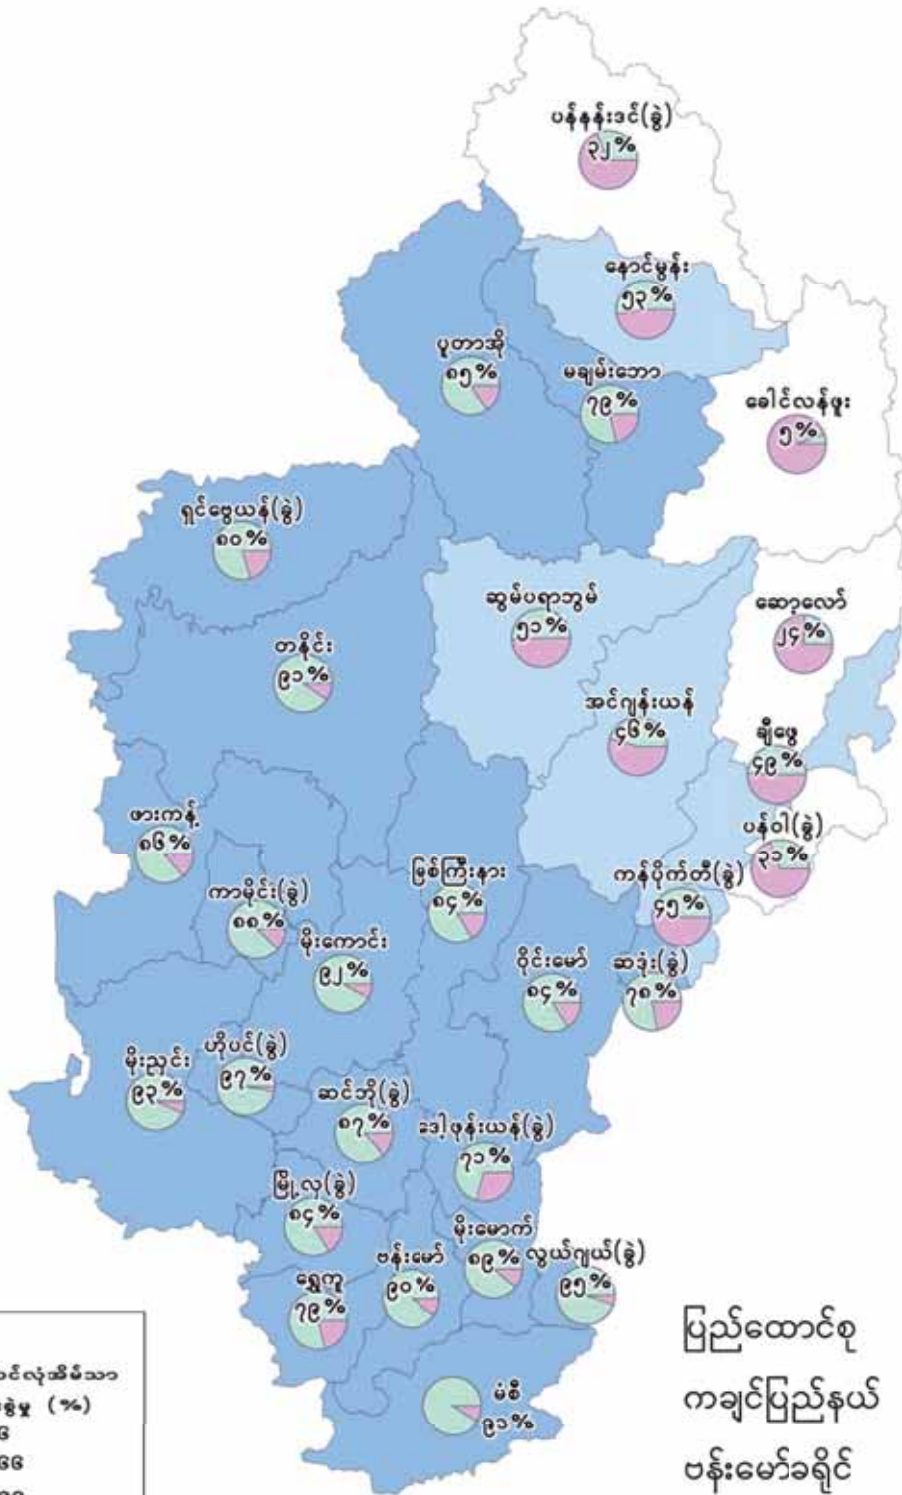 ပန်နန်းဒင်(ခွဲ)
၃၂%
နောင်မွန်း
၅၃%
ပူတာအို
၈၅%
မချမ်းဘော
၇၉%
ခေါင်လန်ဖူး
၅%
ရှင်ဗွေယန်(ခွဲ)
၈၀%
ဆွမ်ပရာဘွမ်
၅၁%
ဆော့လော်
၂၄%
တနိုင်း
၉၁%
အင်ဂျန်းယန်
၄၆%
ချီဖွေ
၄၉%
ဖားကန့်
၈၆%
ပန်ဝါ(ခွဲ)
၃၁%
မြစ်ကြီးနား
၈၄%
ကန်ပိုက်တီ(ခွဲ)
၄၅%
ကာမိုင်း(ခွဲ)
၈၈%
မိုးကောင်း
၉၂%
ဝိုင်းမော်
၈၄%
ဆဒုံး(ခွဲ)
၇၈%
မိုးညှင်း
၉၃%
ဟိုပင်(ခွဲ)
၉၇%
ဆင်ဘို(ခွဲ)
၈၇%
ဒေါ့ဖုန်းယန်(ခွဲ)
၇၁%
မြို့လှ(ခွဲ)
၈၄%
မိုးမောက်
၈၉%
လွယ်ဂျယ်(ခွဲ)
၉၅%
ဗန်းမော်
၉၀%
ရွှေကူ
၇၉%
မံစီ
၉၁%
ပြည်ထောင်စု
ကချင်ပြည်နယ်
ဗန်းမော်ခရိုင်
(%)